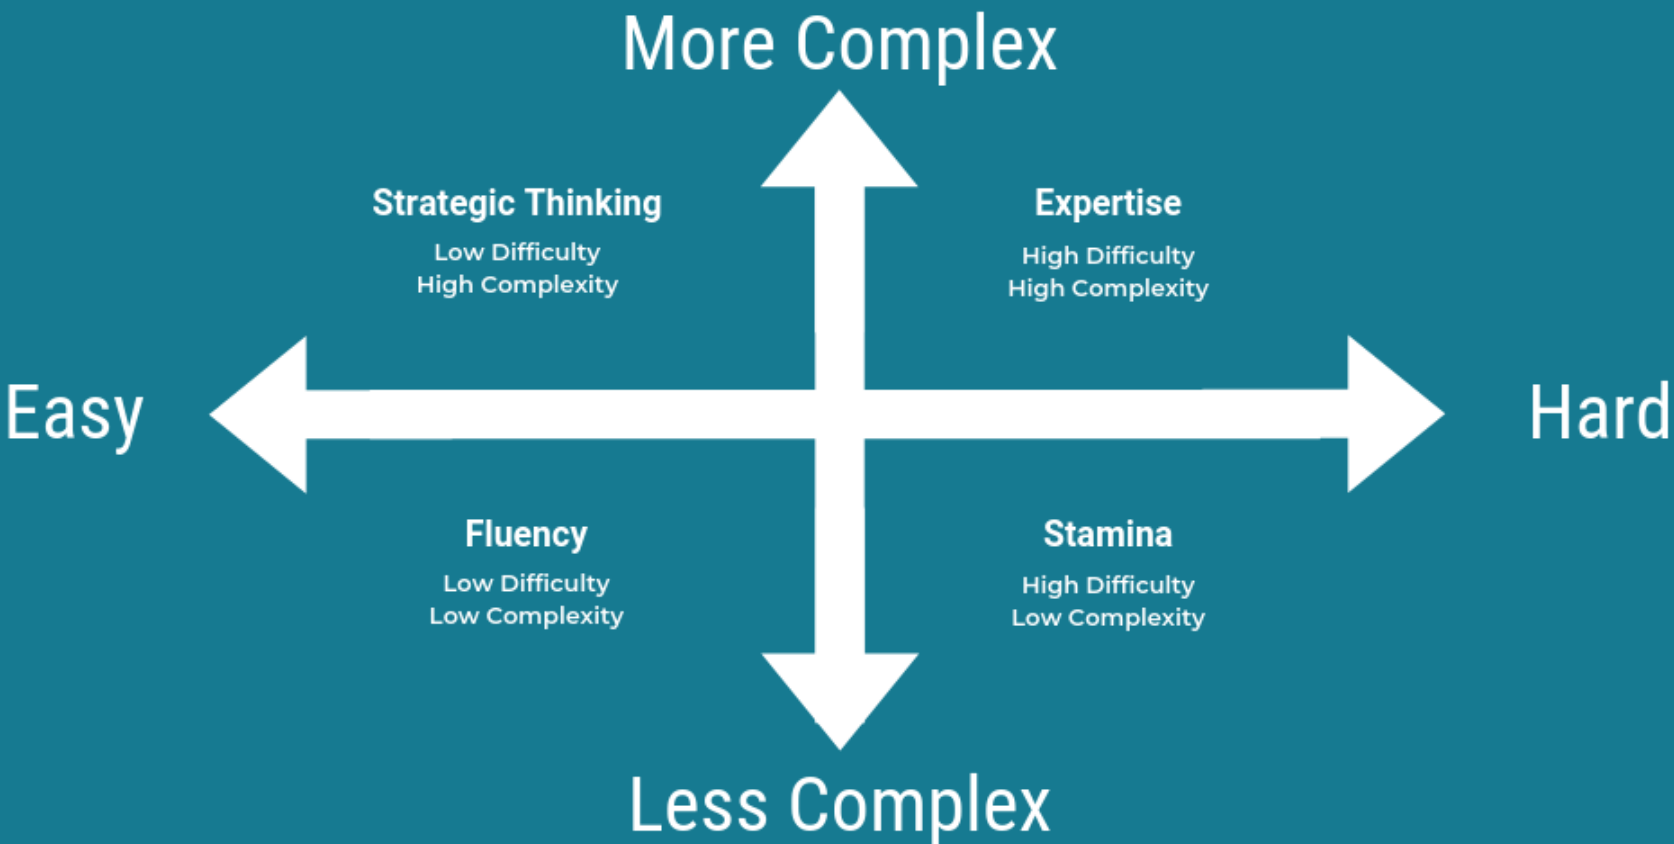 More Complex
Strategic Thinking
Low Difficulty
High Complexity
Expertise
High Difficulty
High Complexity
Easy
Hard
Fluency
Low Difficulty
Low Complexity
Stamina
High Difficulty
Low Complexity
Less Complex